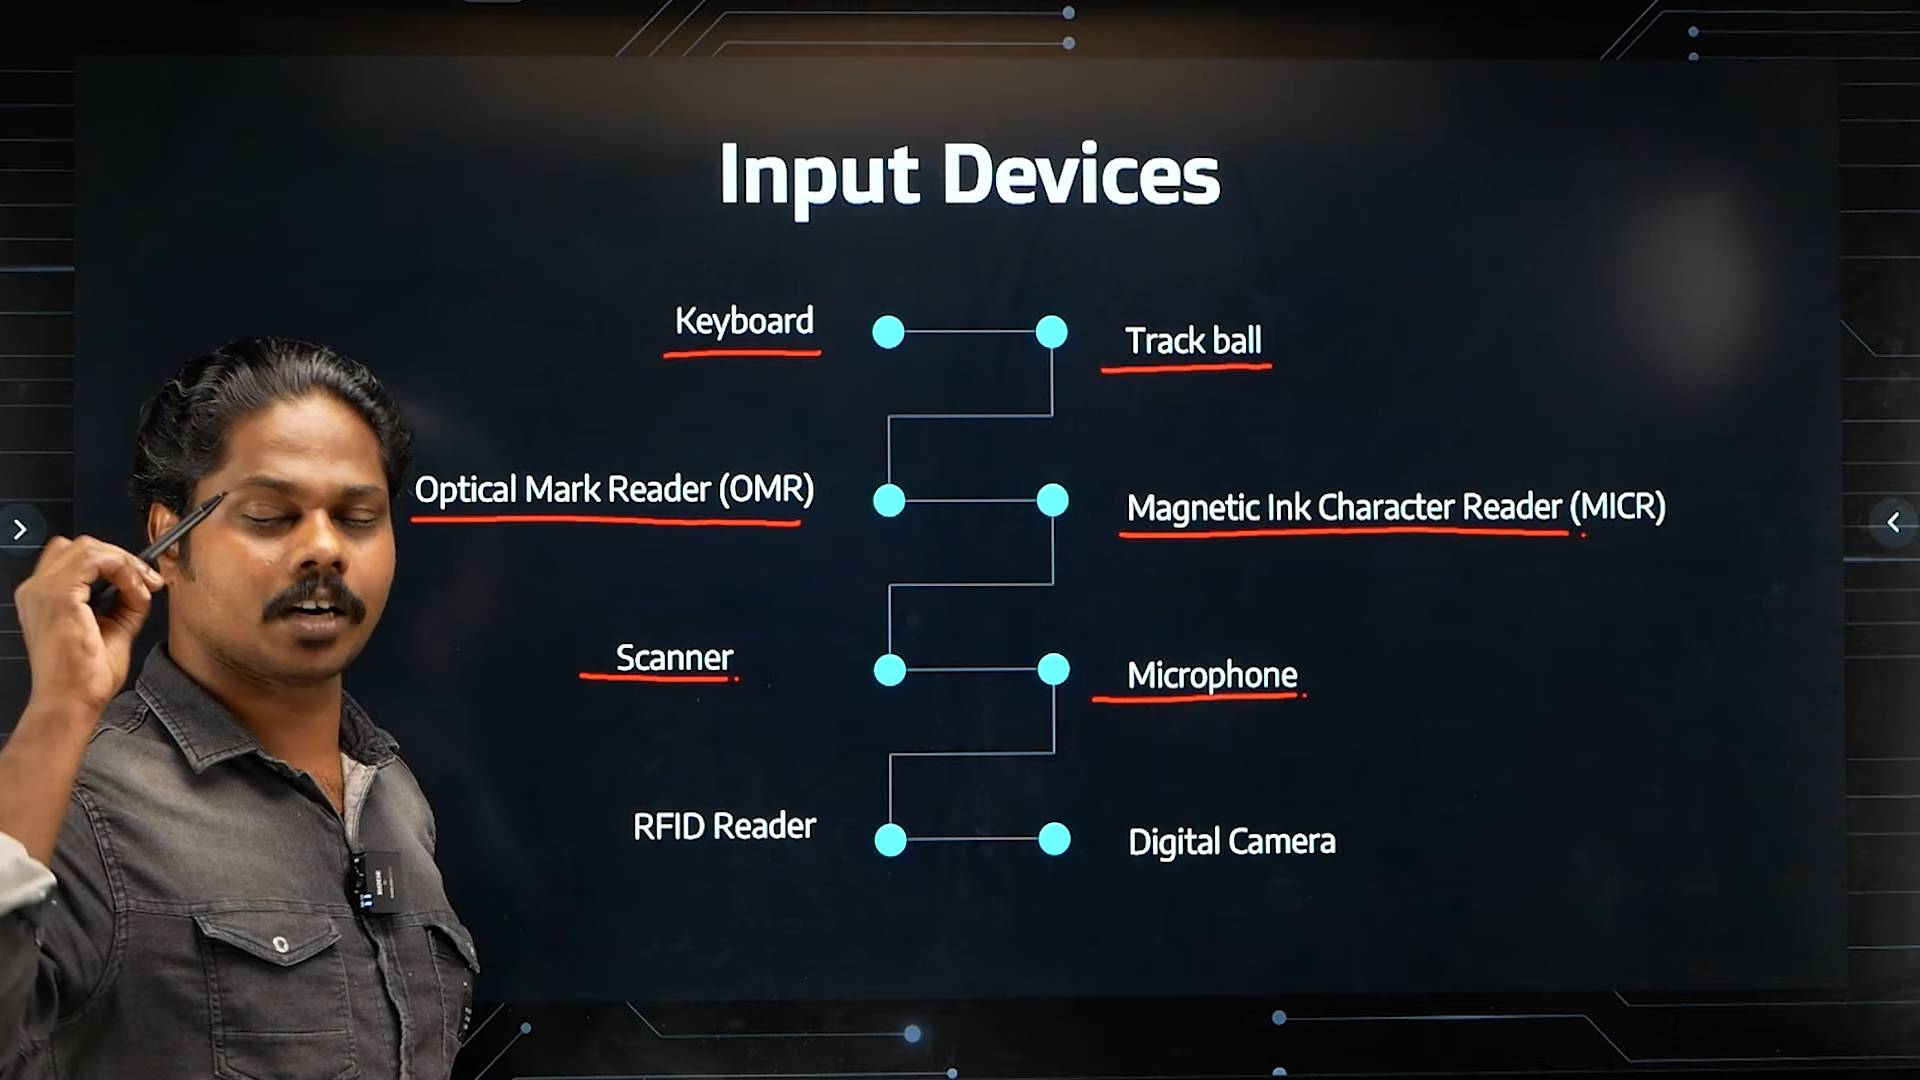 Input Devices
Keyboard
Track ball
Optical Mark Reader (OMR)
Magnetic Ink Character Reader (MICR)
Scanner
Microphone
RFID Reader
Digital Camera